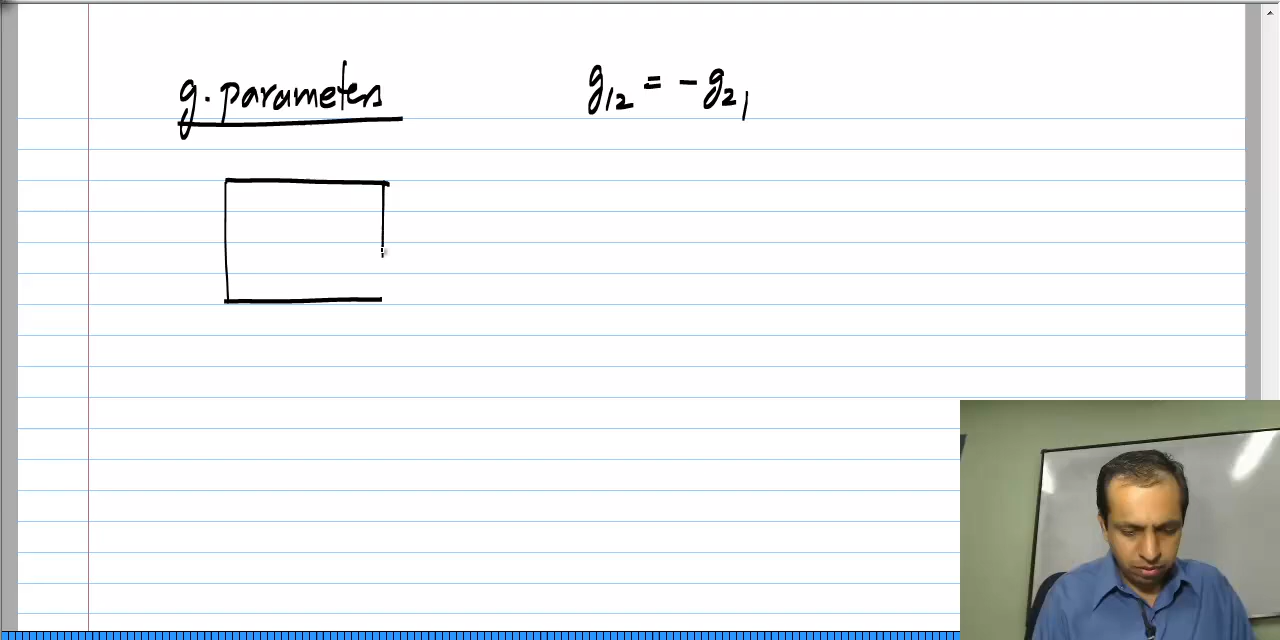 g. parameters
g12 = -g21